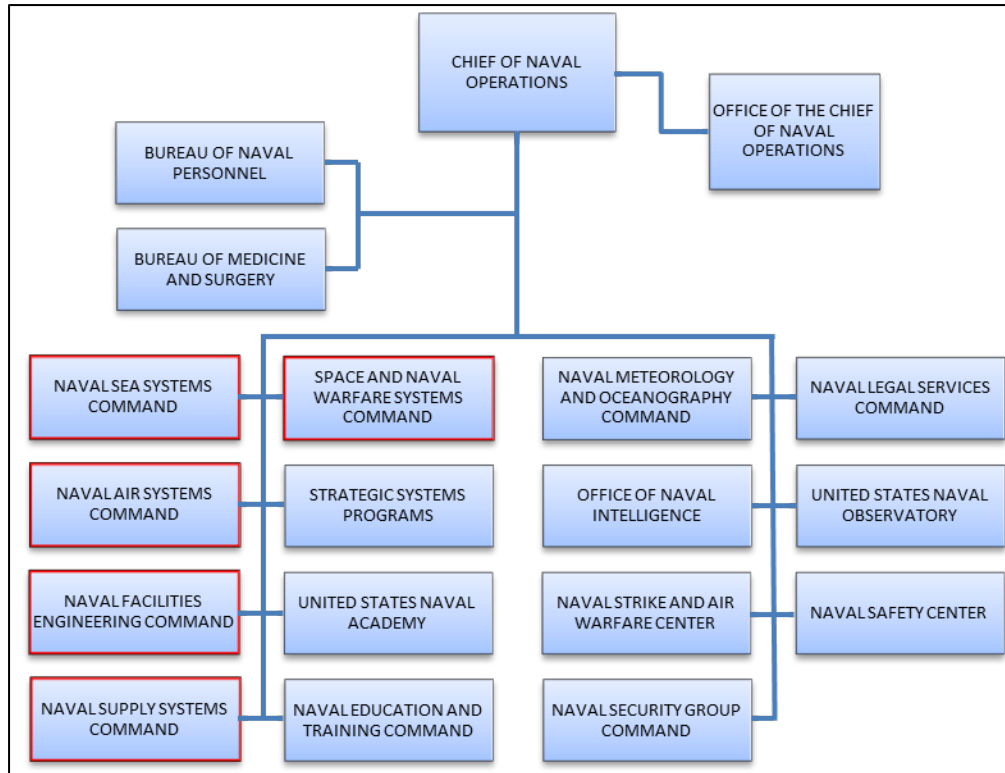 CHIEF OF NAVAL
OPERATIONS
OFFICE OF THE CHIEF
OF NAVAL
OPERATIONS
BUREAU OF NAVAL
PERSONNEL
BUREAU OF MEDICINE
AND SURGERY
NAVAL SEA SYSTEMS
COMMAND
SPACE AND NAVAL
WARFARE SYSTEMS
COMMAND
NAVAL METEOROLOGY
AND OCEANOGRAPHY
COMMAND
NAVAL LEGAL SERVICES
COMMAND
NAVAL AIR SYSTEMS
COMMAND
STRATEGIC SYSTEMS
PROGRAMS
OFFICE OF NAVAL
INTELLIGENCE
UNITED STATES NAVAL
OBSERVATORY
NAVAL FACILITIES
ENGINEERING COMMAND
UNITED STATES NAVAL
ACADEMY
NAVAL STRIKE AND AIR
WARFARE CENTER
NAVAL SAFETY CENTER
NAVAL SUPPLY SYSTEMS
COMMAND
NAVAL EDUCATION AND
TRAINING COMMAND
NAVAL SECURITY GROUP
COMMAND